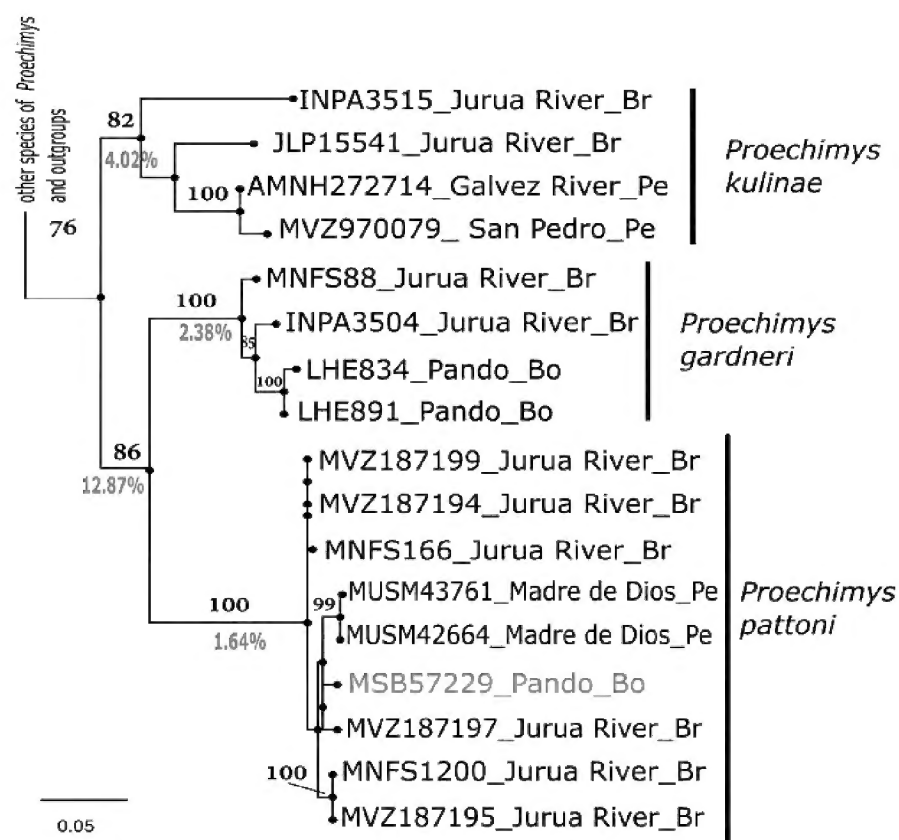 other species of Proechimys
and outgroups
76
82
4.02%
INPA3515_Jurua River_Br
JLP15541_Jurua River_Br
100
AMNH272714_Galvez River_Pe
MVZ970079_ San Pedro_Pe
Proechimys
kulinae
MNFS88_Jurua River_Br
100
2.38%
INPA3504_Jurua River_Br
85
LHE834_Pando_Bo
100
LHE891_Pando_Bo
Proechimys
gardneri
86
12.87%
MVZ187199_Jurua River_Br
MVZ187194_Jurua River_Br
MNFS166_Jurua River_Br
100
1.64%
99
MUSM43761_Madre de Dios_Pe
MUSM42664_Madre de Dios_Pe
MSB57229_Pando_Bo
MVZ187197_Jurua River_Br
100
MNFS1200_Jurua River_Br
MVZ187195_Jurua River_Br
Proechimys
pattoni
0.05